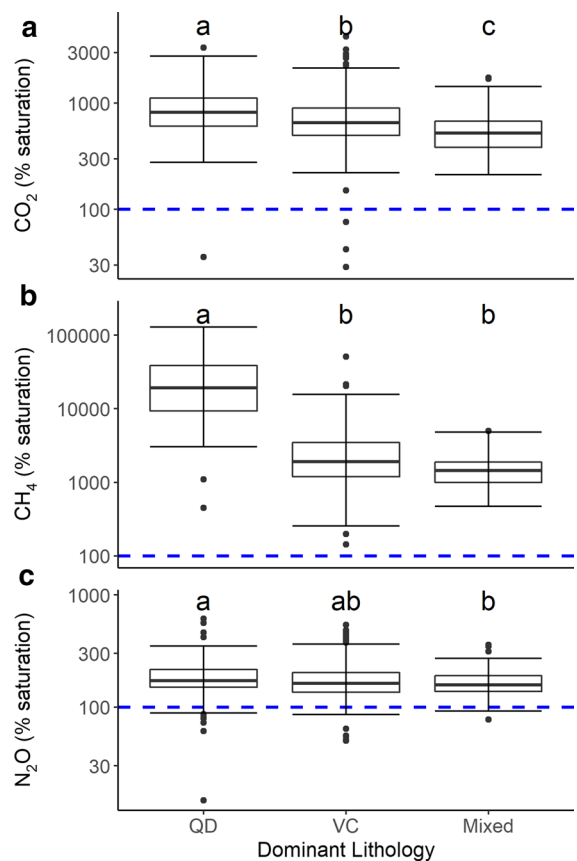 a
a b c
CO₂ (% saturation)
3000
1000
300
100
30
b
a b b
CH₄ (% saturation)
100000
10000
1000
100
c
a ab b
N₂O (% saturation)
1000
300
100
30
QD VC Mixed
Dominant Lithology